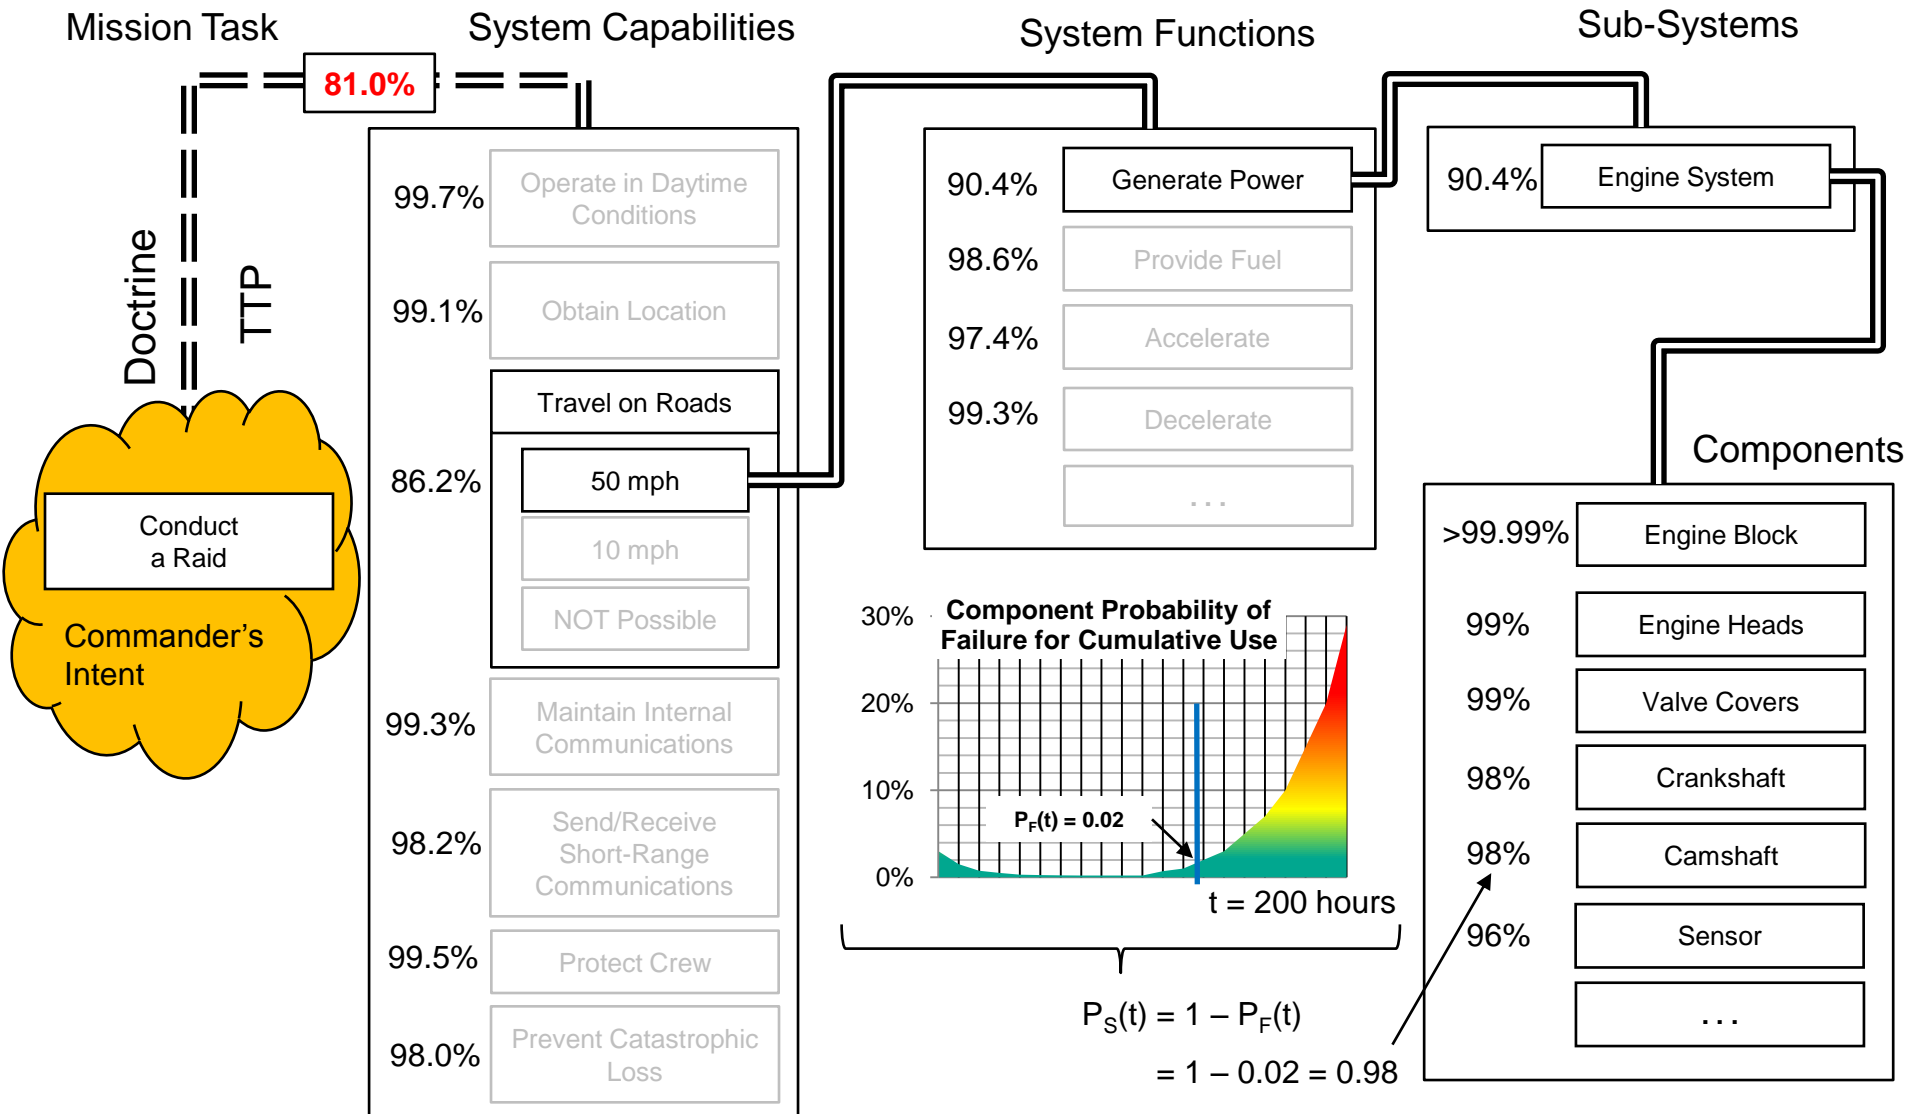 Mission Task
System Capabilities
System Functions
Sub-Systems
81.0%
Doctrine
TTP
Conduct
a Raid
Commander's
Intent
99.7%
Operate in Daytime
Conditions
99.1%
Obtain Location
Travel on Roads
86.2%
50 mph
10 mph
NOT Possible
99.3%
Maintain Internal
Communications
98.2%
Send/Receive
Short-Range
Communications
99.5%
Protect Crew
98.0%
Prevent Catastrophic
Loss
90.4%
Generate Power
98.6%
Provide Fuel
97.4%
Accelerate
99.3%
Decelerate
. . .
90.4%
Engine System
Components
>99.99%
Engine Block
99%
Engine Heads
99%
Valve Covers
98%
Crankshaft
98%
Camshaft
96%
Sensor
. . .
Component Probability of
Failure for Cumulative Use
30%
20%
10%
0%
PF(t) = 0.02
t = 200 hours
PS(t) = 1 – PF(t)
= 1 – 0.02 = 0.98